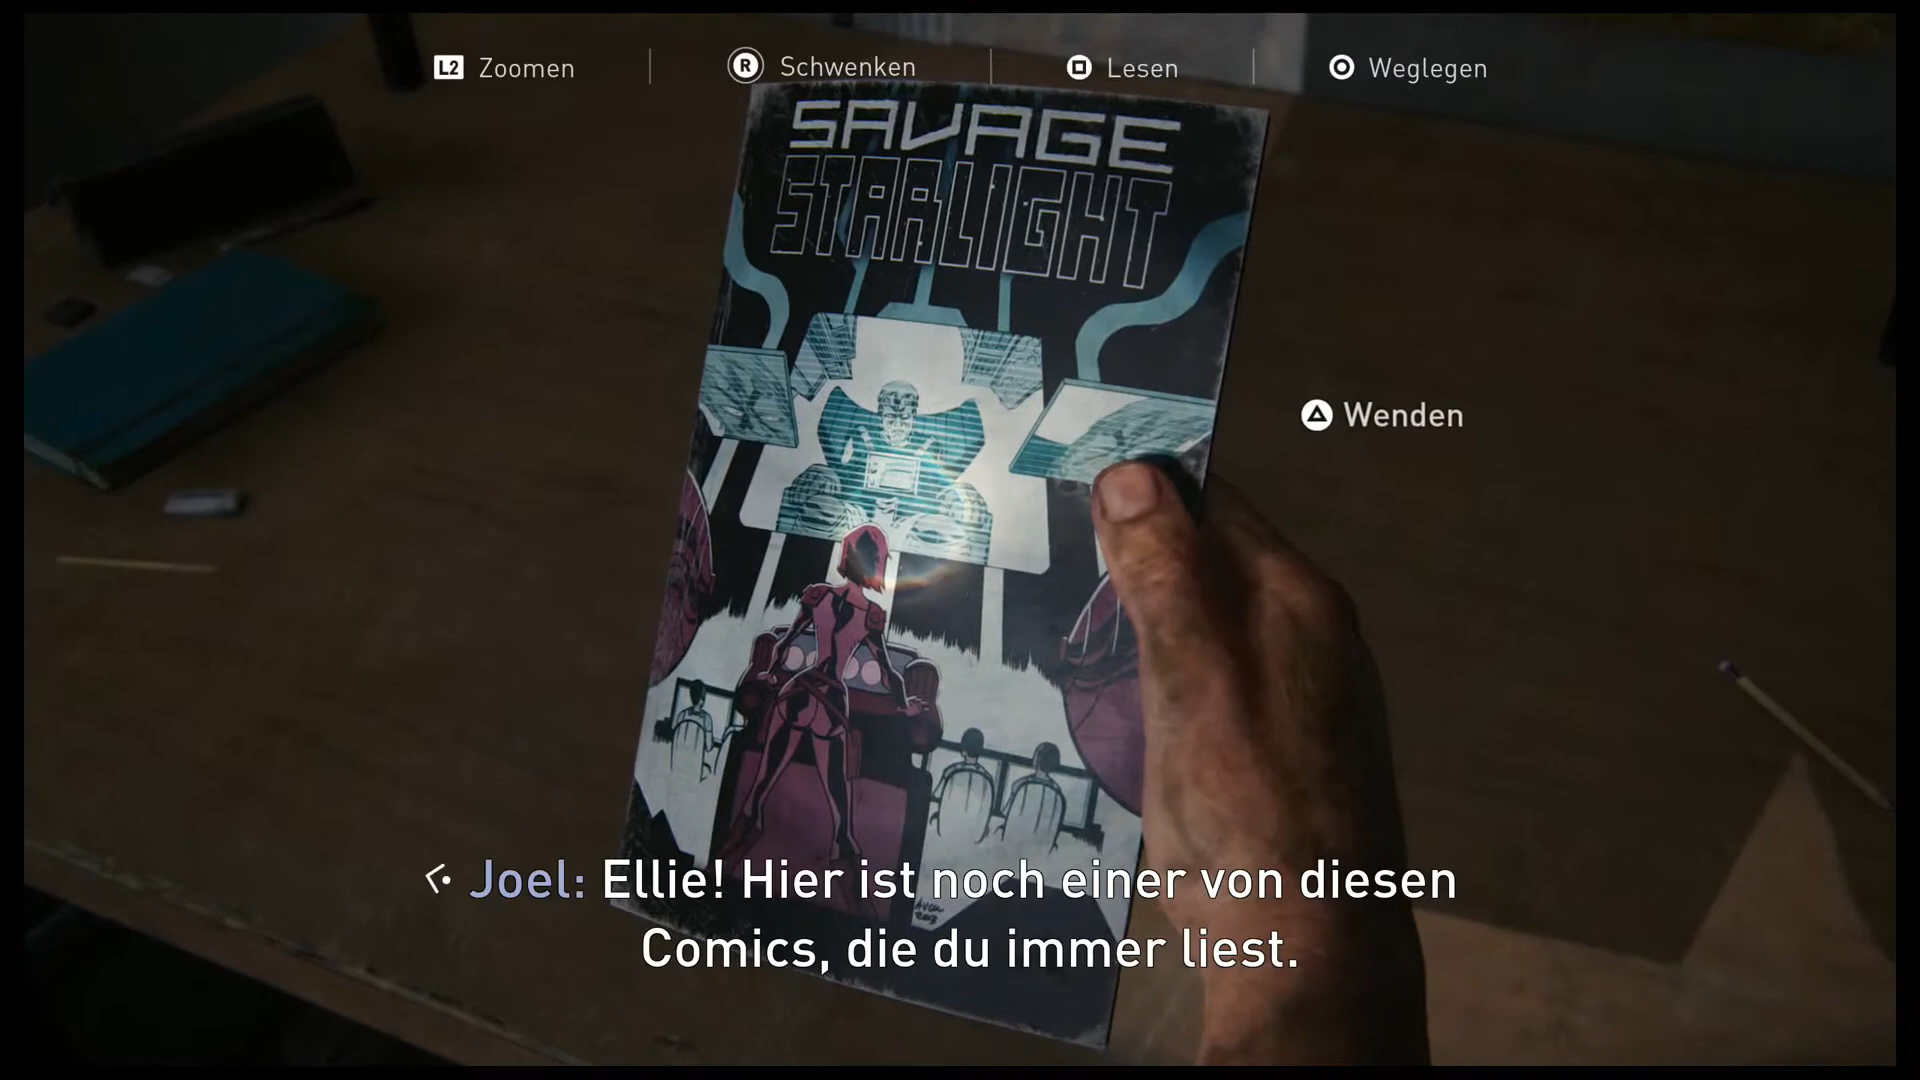 L2 Zoomen
R Schwenken
Lesen
Weglegen
SAVAGE
STARLIGHT
Wenden
Joel: Ellie! Hier ist noch einer von diesen
Comics, die du immer liest.